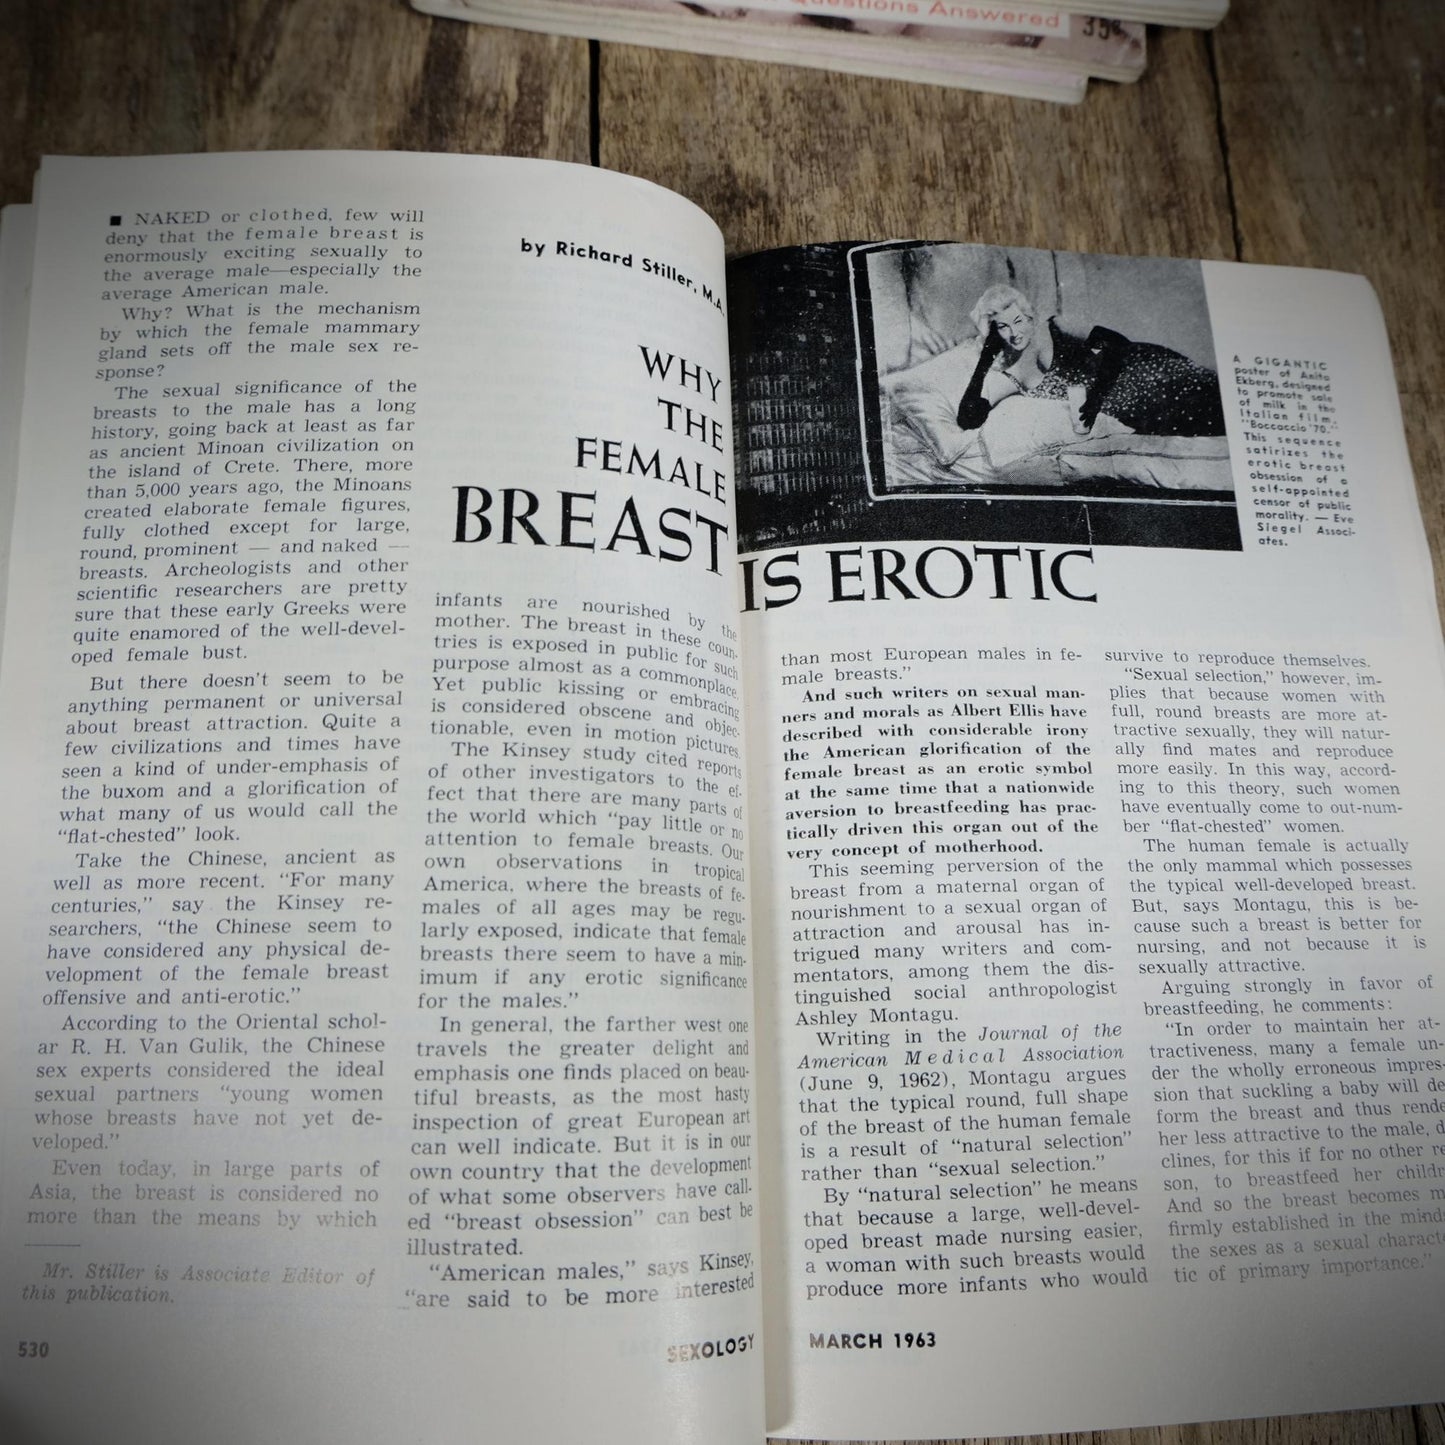 Questions Answered
35¢
■ NAKED or clothed, few will
deny that the female breast is
enormously exciting sexually to
the average male—especially the
average American male.
Why? What is the mechanism
by which the female mammary
gland sets off the male sex re-
sponse?
The sexual significance of the
breasts to the male has a long
history, going back at least as far
as ancient Minoan civilization on
the island of Crete. There, more
than 5,000 years ago, the Minoans
created elaborate female figures,
fully clothed except for large,
round, prominent — and naked —
breasts. Archeologists and other
scientific researchers are pretty
sure that these early Greeks were
quite enamored of the well-devel-
oped female bust.
But there doesn't seem to be
anything permanent or universal
about breast attraction. Quite a
few civilizations and times have
seen a kind of under-emphasis of
the buxom and a glorification of
what many of us would call the
"flat-chested" look.
Take the Chinese, ancient as
well as more recent. "For many
centuries," say the Kinsey re-
searchers, "the Chinese seem to
have considered any physical de-
velopment of the female breast
offensive and anti-erotic."
According to the Oriental schol-
ar R. H. Van Gulik, the Chinese
sex experts considered the ideal
sexual partners "young women
whose breasts have not yet de-
veloped."
Even today, in large parts of
Asia, the breast is considered no
more than the means by which
Mr. Stiller is Associate Editor of
this publication.
530
by Richard Stiller, M.A.
WHY
THE
FEMALE
BREAST
IS EROTIC
infants are nourished by the
mother. The breast in these coun-
tries is exposed in public for such
purpose almost as a commonplace.
Yet public kissing or embracing
is considered obscene and objec-
tionable, even in motion pictures.
The Kinsey study cited reports
of other investigators to the ef-
fect that there are many parts of
the world which "pay little or no
attention to female breasts. Our
own observations in tropical
America, where the breasts of fe-
males of all ages may be regu-
larly exposed, indicate that female
breasts there seem to have a min-
imum if any erotic significance
for the males."
In general, the farther west one
travels the greater delight and
emphasis one finds placed on beau-
tiful breasts, as the most hasty
inspection of great European art
can well indicate. But it is in our
own country that the development
of what some observers have call-
ed "breast obsession" can best be
illustrated.
"American males," says Kinsey,
"are said to be more interested
SEXOLOGY
A GIGANTIC
poster of Anita
Ekberg, designed
to promote sale
of milk in the
Italian film,
"Boccaccio '70."
This sequence
satirizes the
erotic breast
obsession of a
self-appointed
censor of public
morality. — Eve
Siegel Associ-
ates.
than most European males in fe-
male breasts."
And such writers on sexual man-
ners and morals as Albert Ellis have
described with considerable irony
the American glorification of the
female breast as an erotic symbol
at the same time that a nationwide
aversion to breastfeeding has prac-
tically driven this organ out of the
very concept of motherhood.
This seeming perversion of the
breast from a maternal organ of
nourishment to a sexual organ of
attraction and arousal has in-
trigued many writers and com-
mentators, among them the dis-
tinguished social anthropologist
Ashley Montagu.
Writing in the Journal of the
American Medical Association
(June 9, 1962), Montagu argues
that the typical round, full shape
of the breast of the human female
is a result of "natural selection"
rather than "sexual selection."
By "natural selection" he means
that because a large, well-devel-
oped breast made nursing easier,
a woman with such breasts would
produce more infants who would
survive to reproduce themselves.
"Sexual selection," however, im-
plies that because women with
full, round breasts are more at-
tractive sexually, they will natur-
ally find mates and reproduce
more easily. In this way, accord-
ing to this theory, such women
have eventually come to out-num-
ber "flat-chested" women.
The human female is actually
the only mammal which possesses
the typical well-developed breast.
But, says Montagu, this is be-
cause such a breast is better for
nursing, and not because it is
sexually attractive.
Arguing strongly in favor of
breastfeeding, he comments:
"In order to maintain her at-
tractiveness, many a female un-
der the wholly erroneous impres-
sion that suckling a baby will de
form the breast and thus rende
her less attractive to the male, d
clines, for this if for no other re
son, to breastfeed her childr
And so the breast becomes m
firmly established in the mind
the sexes as a sexual charact
tic of primary importance."
MARCH 1963